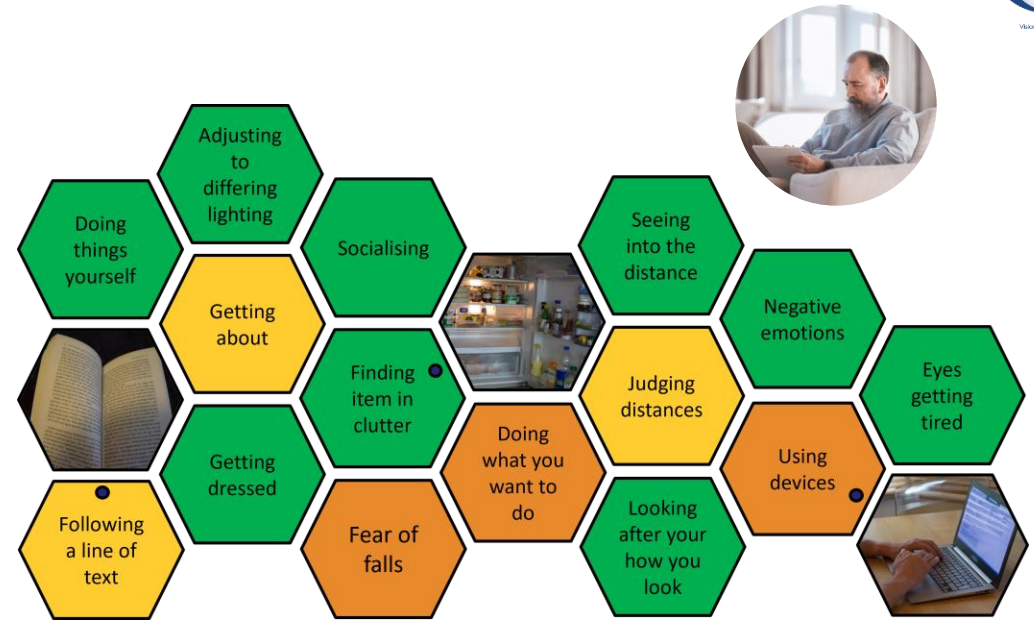 Adjusting
to
differing
lighting
Doing
things
yourself
Socialising
Seeing
into the
distance
Getting
about
Negative
emotions
Finding
item in
clutter
Judging
distances
Eyes
getting
tired
Getting
dressed
Doing
what you
want to
do
Using
devices
Following
a line of
text
Fear of
falls
Looking
after your
how you
look